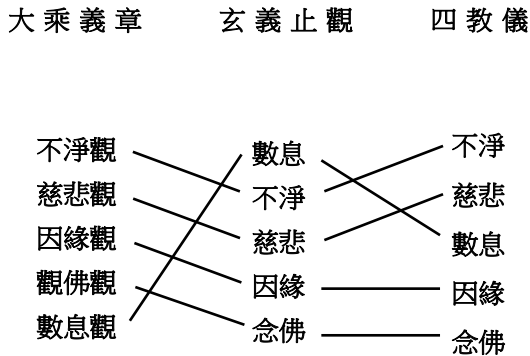 大乘義章 玄義止觀 四教儀
不淨觀 數息 不淨
慈悲觀 不淨 慈悲
因緣觀 慈悲 數息
觀佛觀 因緣 因緣
數息觀 念佛 念佛